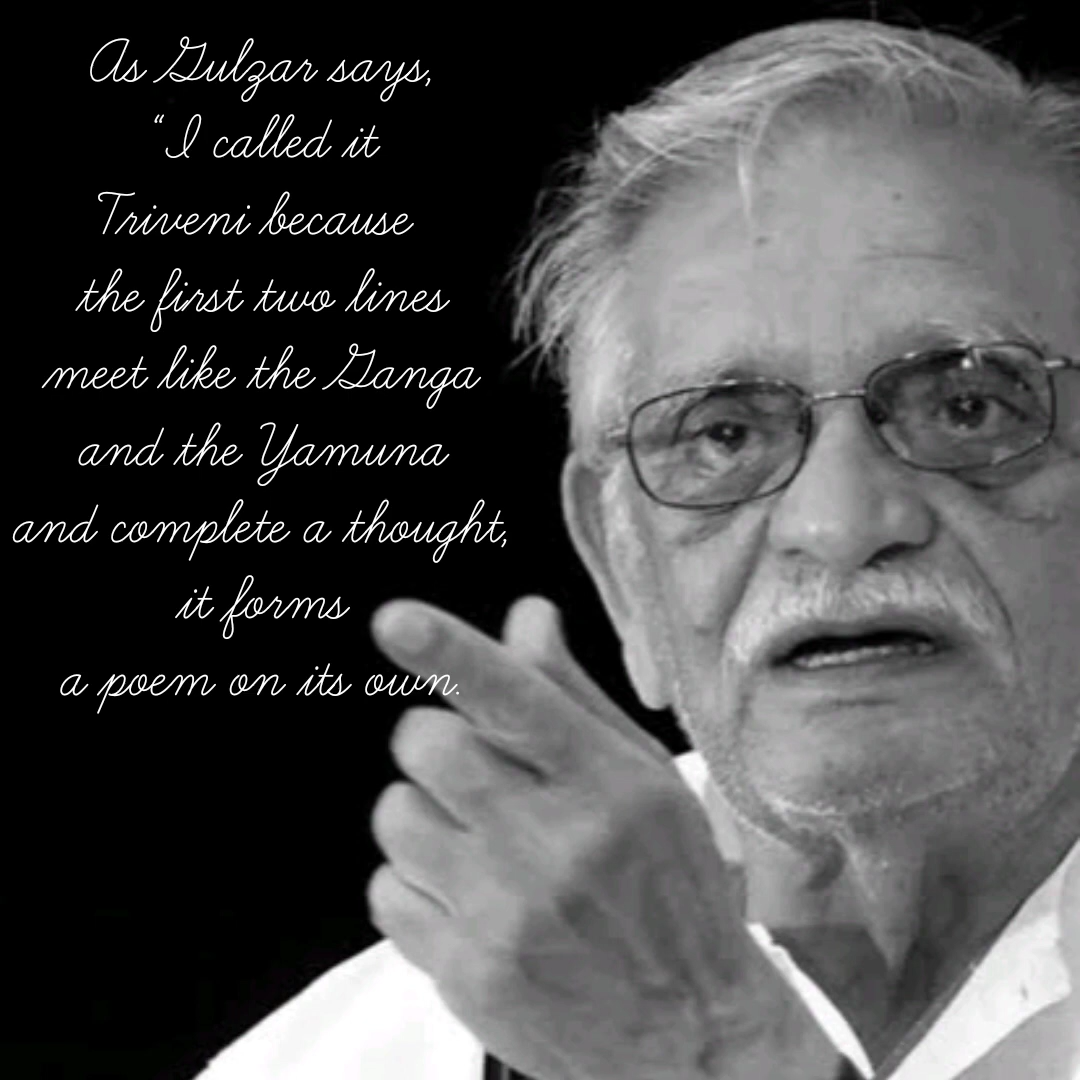 As Gulzar says,
“I called it
Triveni because
the first two lines
meet like the Ganga
and the Yamuna
and complete a thought,
it forms
a poem on its own.